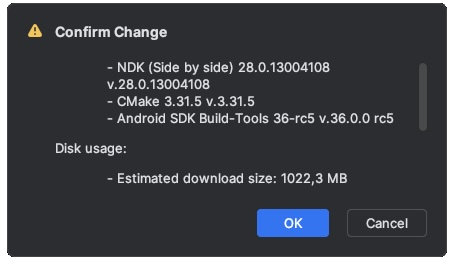 Confirm Change
- NDK (Side by side) 28.0.13004108
v.28.0.13004108
- CMake 3.31.5 v.3.31.5
- Android SDK Build-Tools 36-rc5 v.36.0.0 rc5
Disk usage:
- Estimated download size: 1022,3 MB
OK Cancel